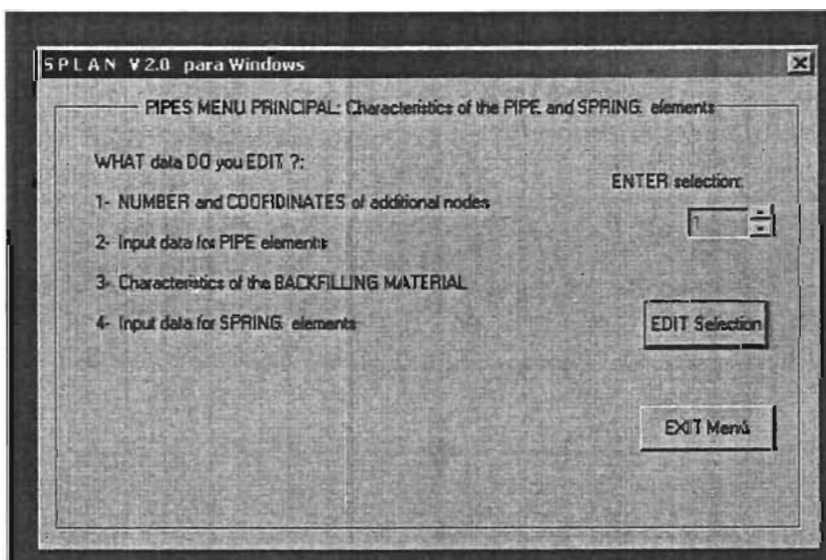 SPLAN V2.0 para Windows
PIPES MENU PRINCIPAL: Characteristics of the PIPE and SPRING. elements
WHAT data DO you EDIT ?:
ENTER selection:
1- NUMBER and COORDINATES of additional nodes
1
2- Input data for PIPE elements
3- Characteristics of the BACKFILLING MATERIAL
4- Input data for SPRING. elements
EDIT Selection
EXIT Menú